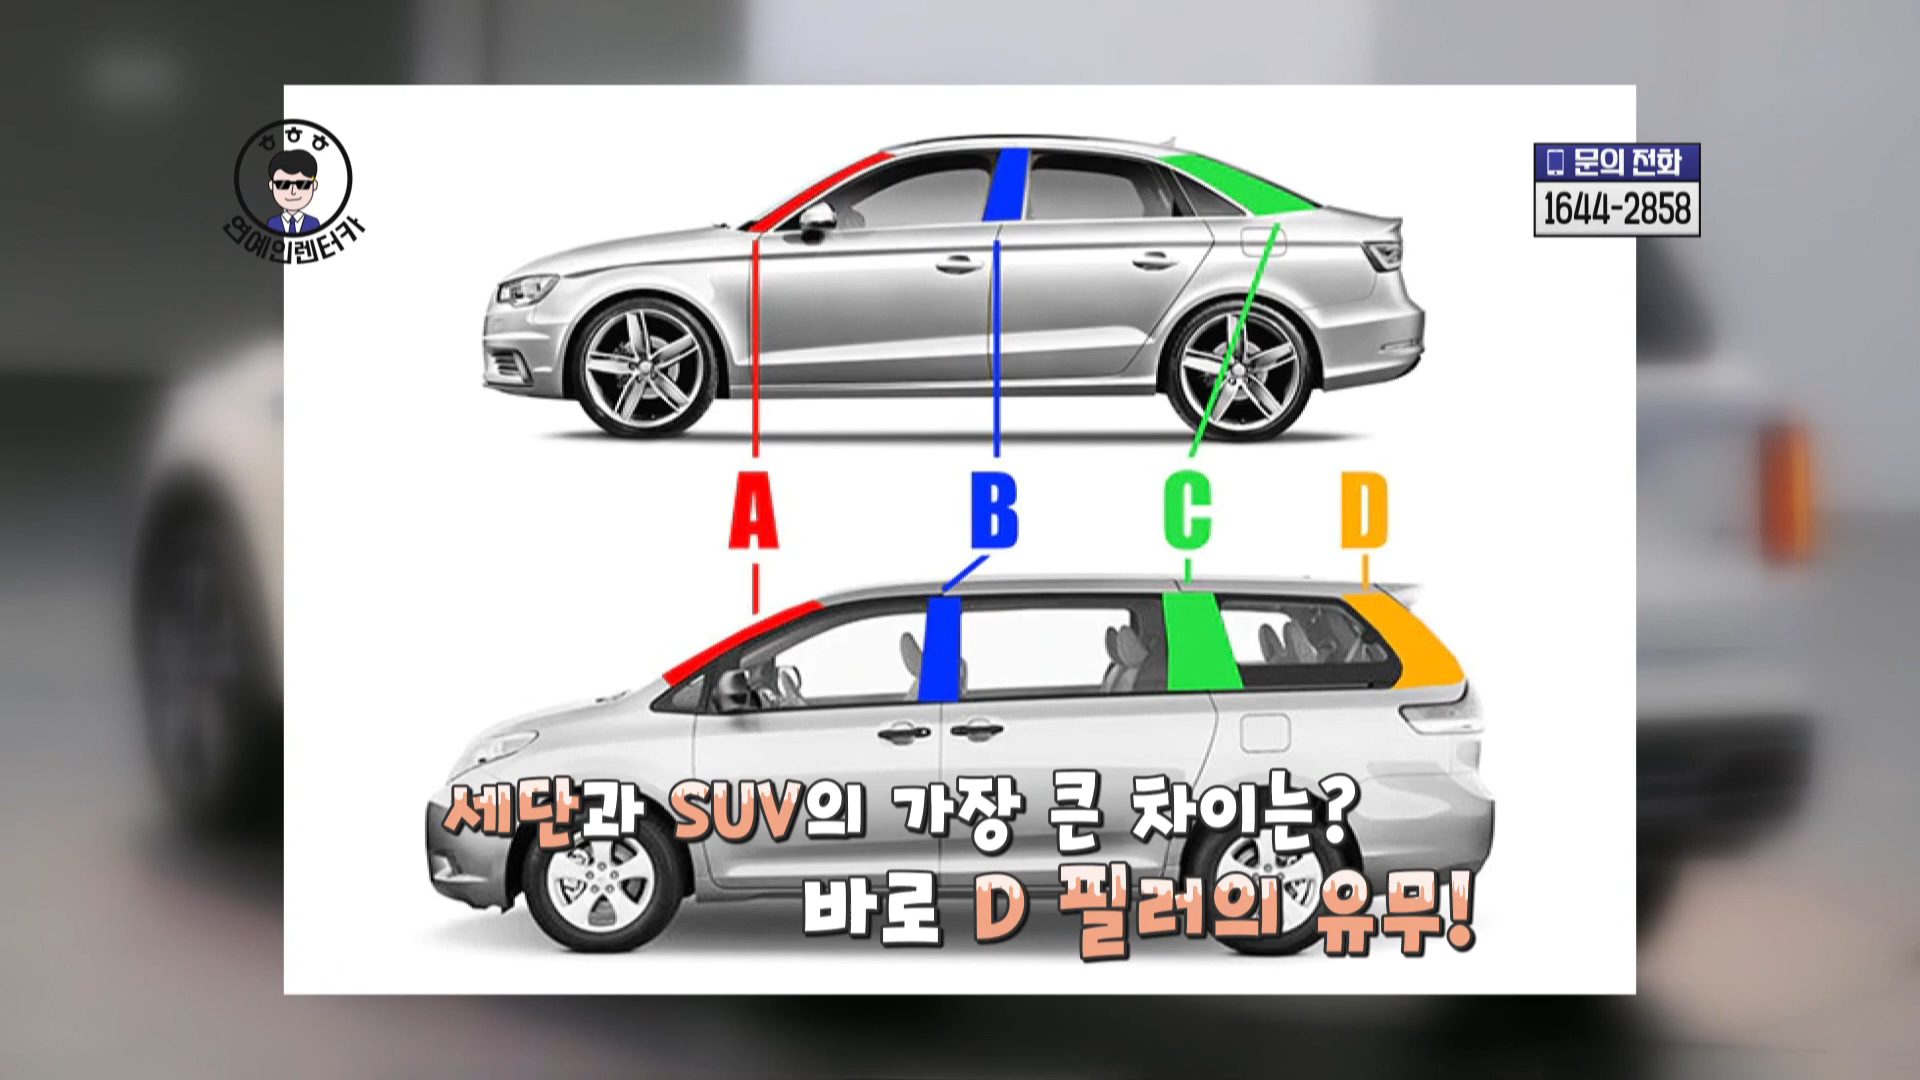 ㅎㅎㅎ
연예인렌터카
문의 전화
1644-2858
A B C D
세단과 SUV의 가장 큰 차이는?
바로 D 필러의 유무!